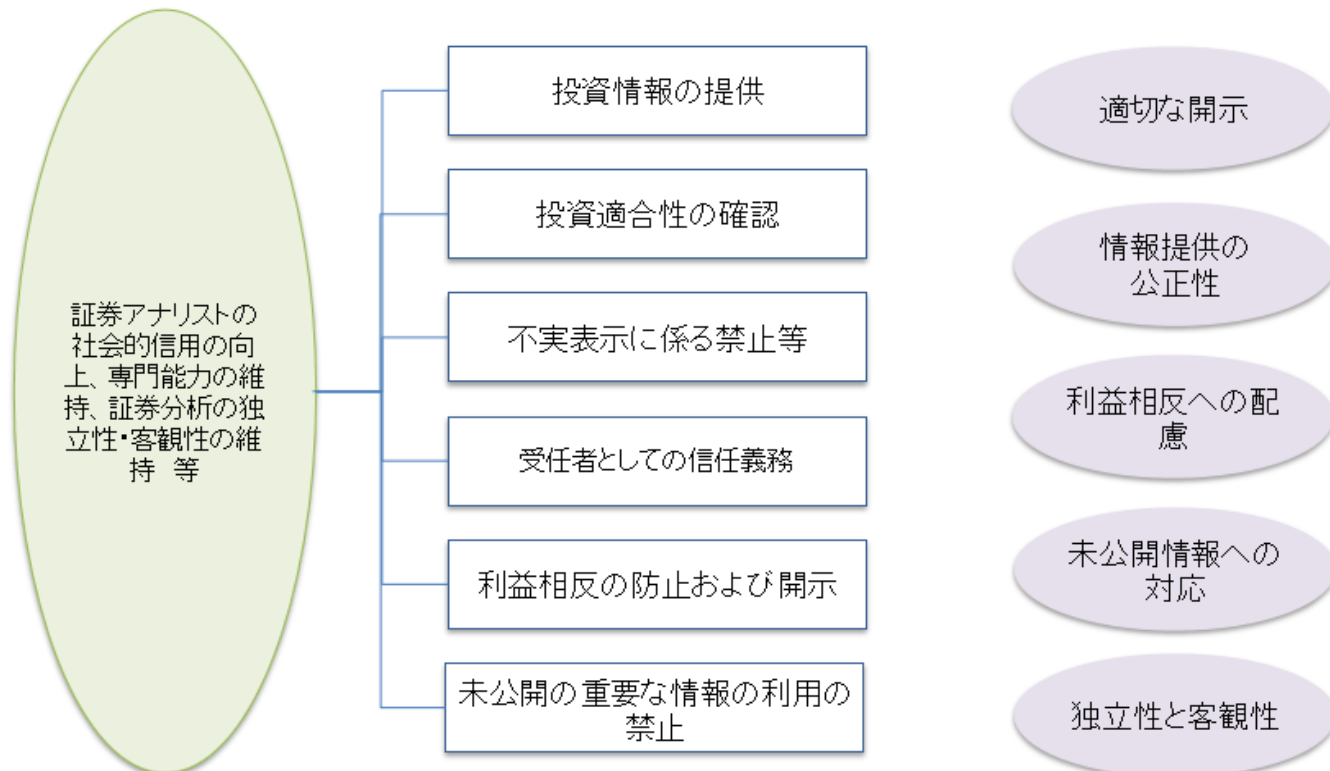 証券アナリストの
社会的信用の向
上、専門能力の維
持、証券分析の独
立性・客観性の維
持 等
投資情報の提供
投資適合性の確認
不実表示に係る禁止等
受任者としての信任義務
利益相反の防止および開示
未公開の重要な情報の利用の
禁止
適切な開示
情報提供の
公正性
利益相反への配
慮
未公開情報への
対応
独立性と客観性